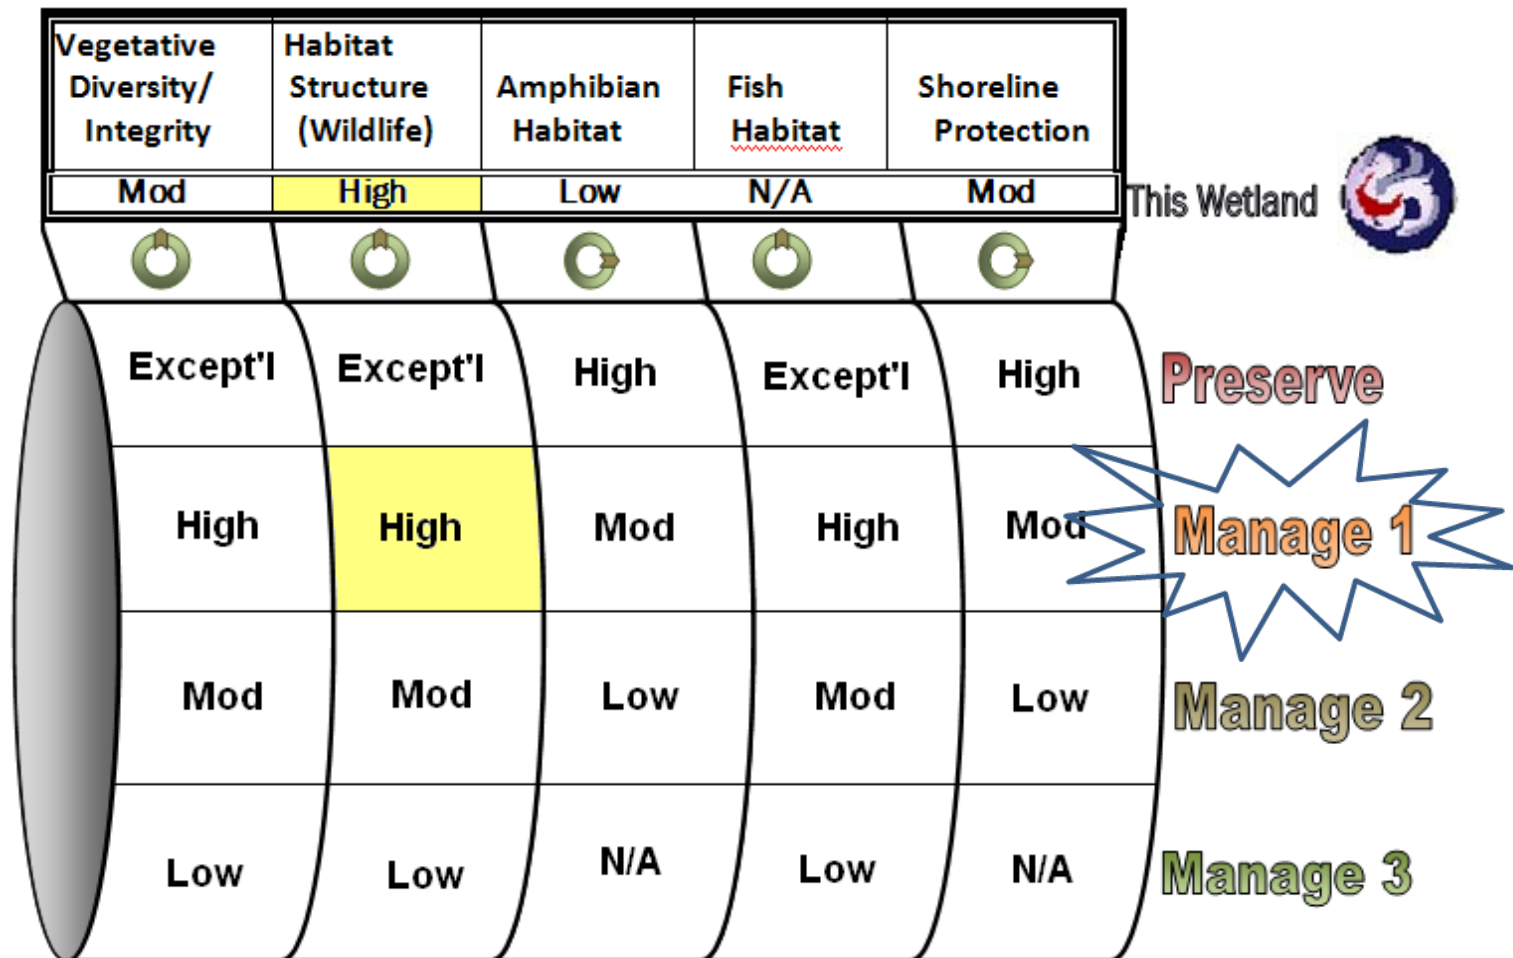 Vegetative Diversity/ Integrity
Habitat Structure (Wildlife)
Amphibian Habitat
Fish Habitat
Shoreline Protection
Mod High Low N/A Mod This Wetland
Except'l Except'l High Except'l High Preserve
High High Mod High Mod Manage 1
Mod Mod Low Mod Low Manage 2
Low Low N/A Low N/A Manage 3